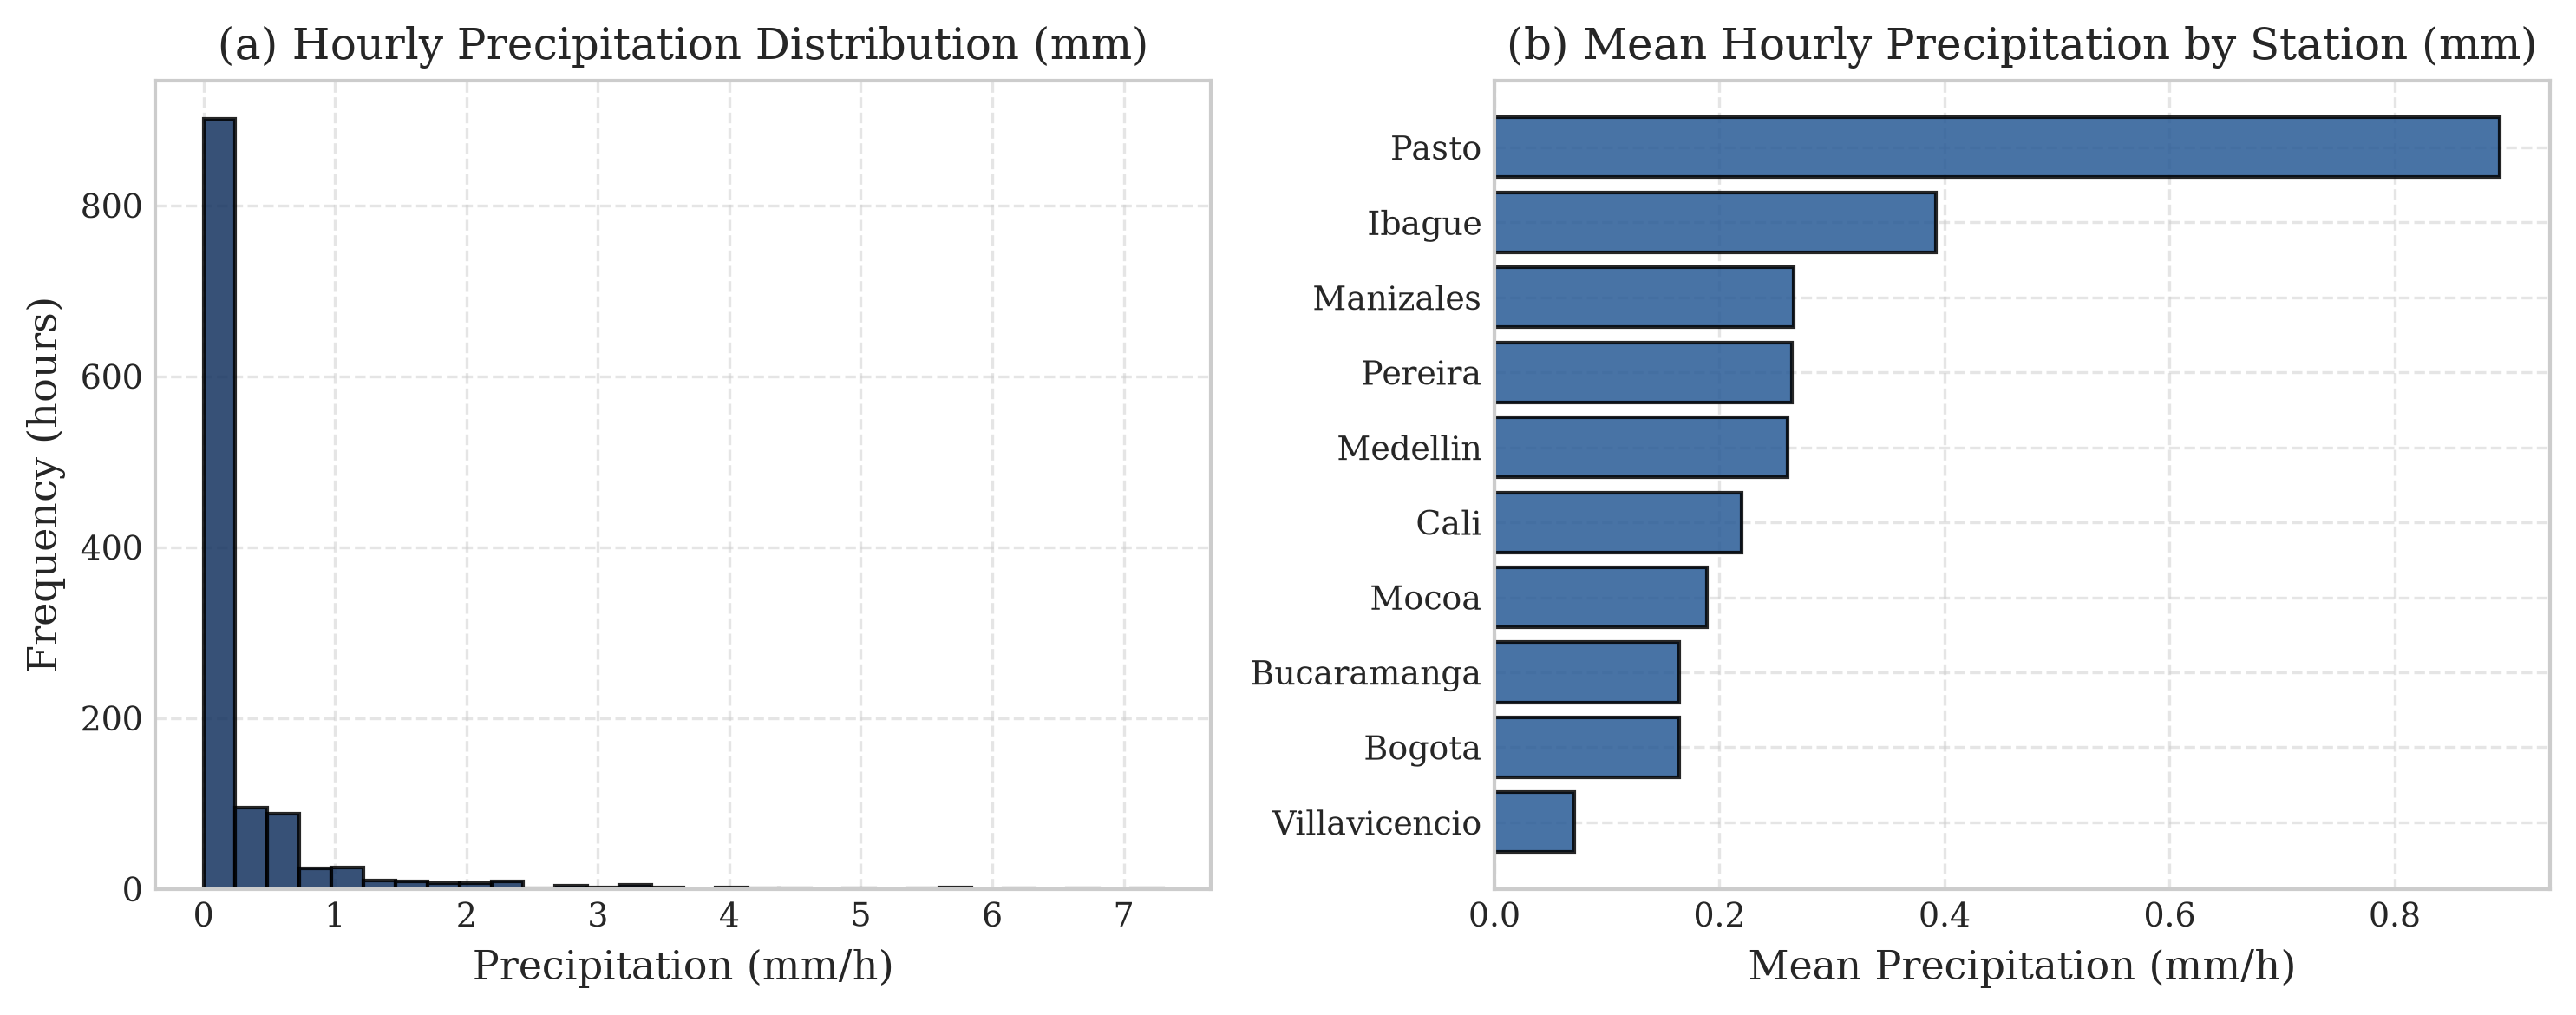 (a) Hourly Precipitation Distribution (mm)
Frequency (hours)
800
600
400
200
0
0 1 2 3 4 5 6 7
Precipitation (mm/h)
(b) Mean Hourly Precipitation by Station (mm)
Pasto
Ibague
Manizales
Pereira
Medellin
Cali
Mocoa
Bucaramanga
Bogota
Villavicencio
0.0 0.2 0.4 0.6 0.8
Mean Precipitation (mm/h)